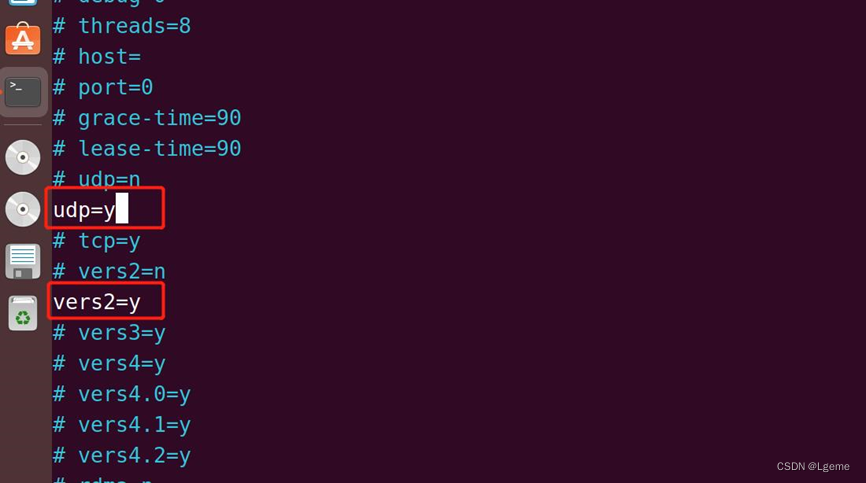 # debug=0
# threads=8
# host=
# port=0
# grace-time=90
# lease-time=90
# udp=n
udp=y
# tcp=y
# vers2=n
vers2=y
# vers3=y
# vers4=y
# vers4.0=y
# vers4.1=y
# vers4.2=y
# rdma=n
CSDN @Lgeme